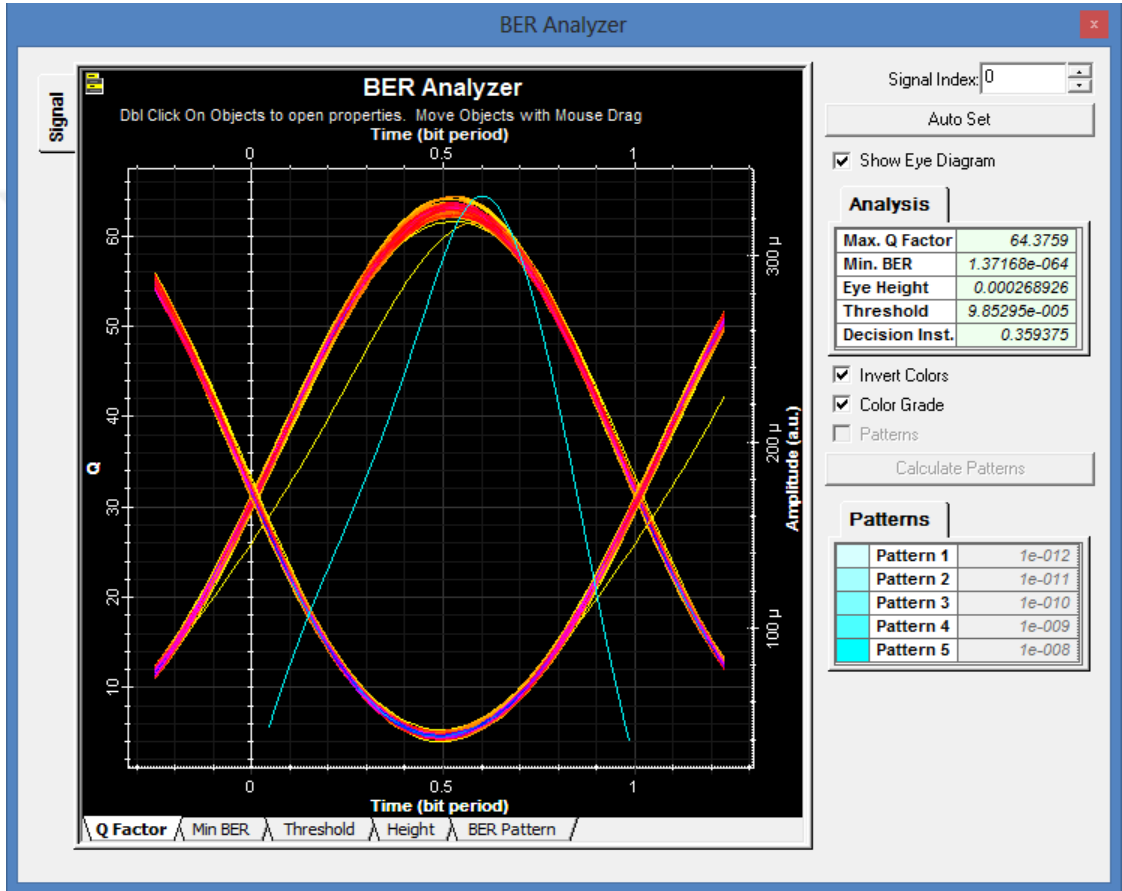 BER Analyzer
x
Signal
BER Analyzer
Dbl Click On Objects to open properties. Move Objects with Mouse Drag
Time (bit period)
0 0.5 1
60
50
40
30
20
10
Q
300 µ
200 µ
100 µ
Amplitude (a.u.)
0 0.5 1
Time (bit period)
Q Factor Min BER Threshold Height BER Pattern
Signal Index: 0
Auto Set
Show Eye Diagram
Analysis
Max. Q Factor 64.3759
Min. BER 1.37168e-064
Eye Height 0.000268926
Threshold 9.85295e-005
Decision Inst. 0.359375
Invert Colors
Color Grade
Patterns
Calculate Patterns
Patterns
Pattern 1 1e-012
Pattern 2 1e-011
Pattern 3 1e-010
Pattern 4 1e-009
Pattern 5 1e-008